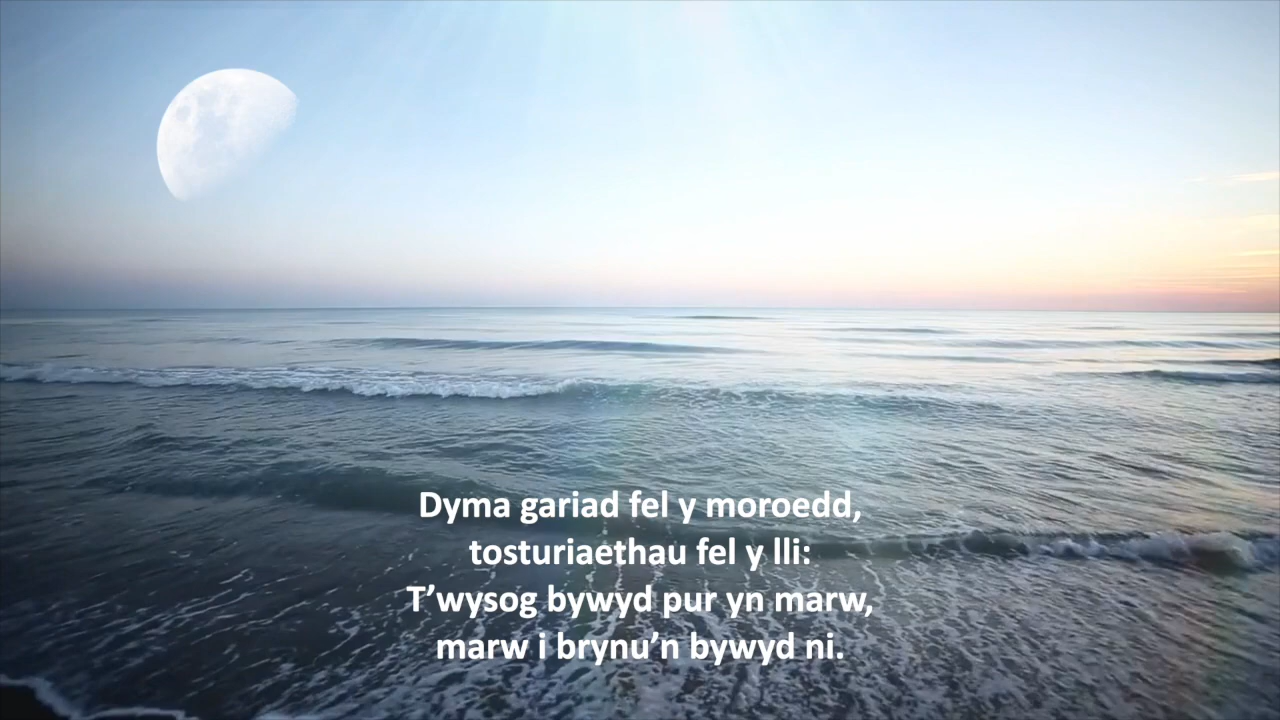 Dyma gariad fel y moroedd,
tosturiaethau fel y lli:
T’wysog bywyd pur yn marw,
marw i brynu’n bywyd ni.